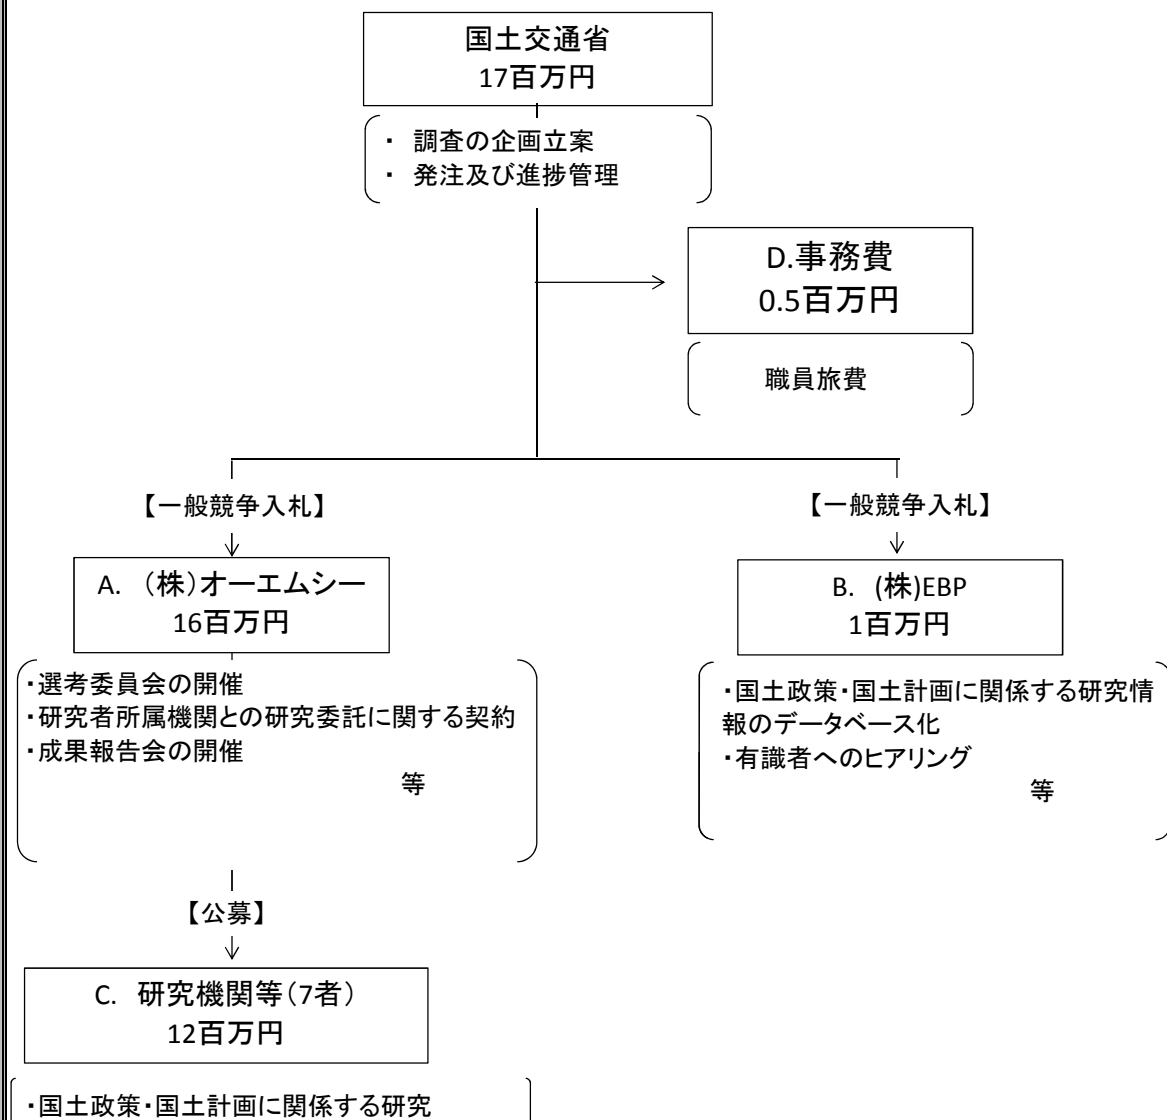 国土交通省
17百万円
・ 調査の企画立案
・ 発注及び進捗管理
D.事務費
0.5百万円
職員旅費
【一般競争入札】
A. （株）オーエムシー
16百万円
・選考委員会の開催
・研究者所属機関との研究委託に関する契約
・成果報告会の開催
等
【一般競争入札】
B. (株)EBP
1百万円
・国土政策・国土計画に関係する研究情
報のデータベース化
・有識者へのヒアリング
等
【公募】
C. 研究機関等（7者）
12百万円
・国土政策・国土計画に関係する研究